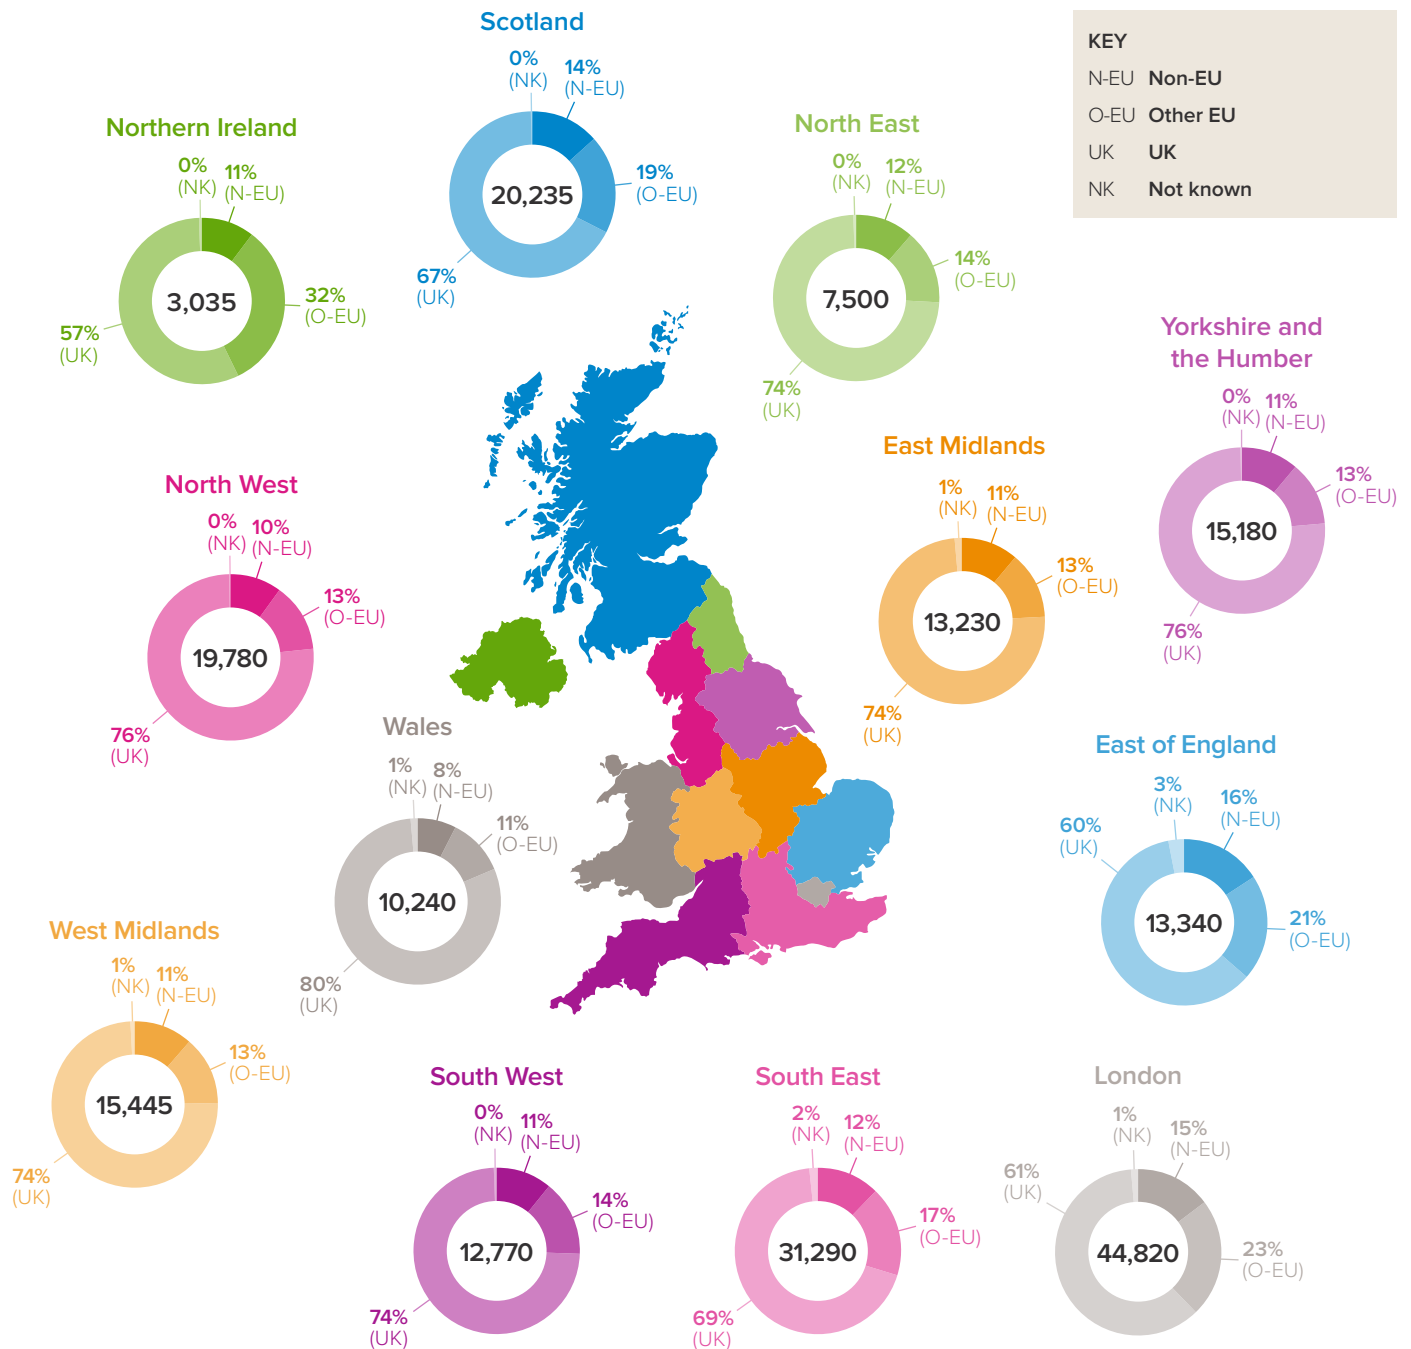 Scotland
0%
(NK)
14%
(N-EU)
19%
(O-EU)
20,235
67%
(UK)
KEY
N-EU Non-EU
O-EU Other EU
UK UK
NK Not known
Northern Ireland
0%
(NK)
11%
(N-EU)
32%
(O-EU)
3,035
57%
(UK)
North East
0%
(NK)
12%
(N-EU)
14%
(O-EU)
7,500
74%
(UK)
Yorkshire and
the Humber
0%
(NK)
11%
(N-EU)
13%
(O-EU)
15,180
76%
(UK)
East Midlands
1%
(NK)
11%
(N-EU)
13%
(O-EU)
13,230
74%
(UK)
North West
0%
(NK)
10%
(N-EU)
13%
(O-EU)
19,780
76%
(UK)
Wales
1%
(NK)
8%
(N-EU)
11%
(O-EU)
10,240
80%
(UK)
East of England
3%
(NK)
16%
(N-EU)
60%
(UK)
21%
(O-EU)
13,340
West Midlands
1%
(NK)
11%
(N-EU)
13%
(O-EU)
15,445
74%
(UK)
South West
0%
(NK)
11%
(N-EU)
14%
(O-EU)
12,770
74%
(UK)
South East
2%
(NK)
12%
(N-EU)
17%
(O-EU)
31,290
69%
(UK)
London
1%
(NK)
15%
(N-EU)
61%
(UK)
23%
(O-EU)
44,820